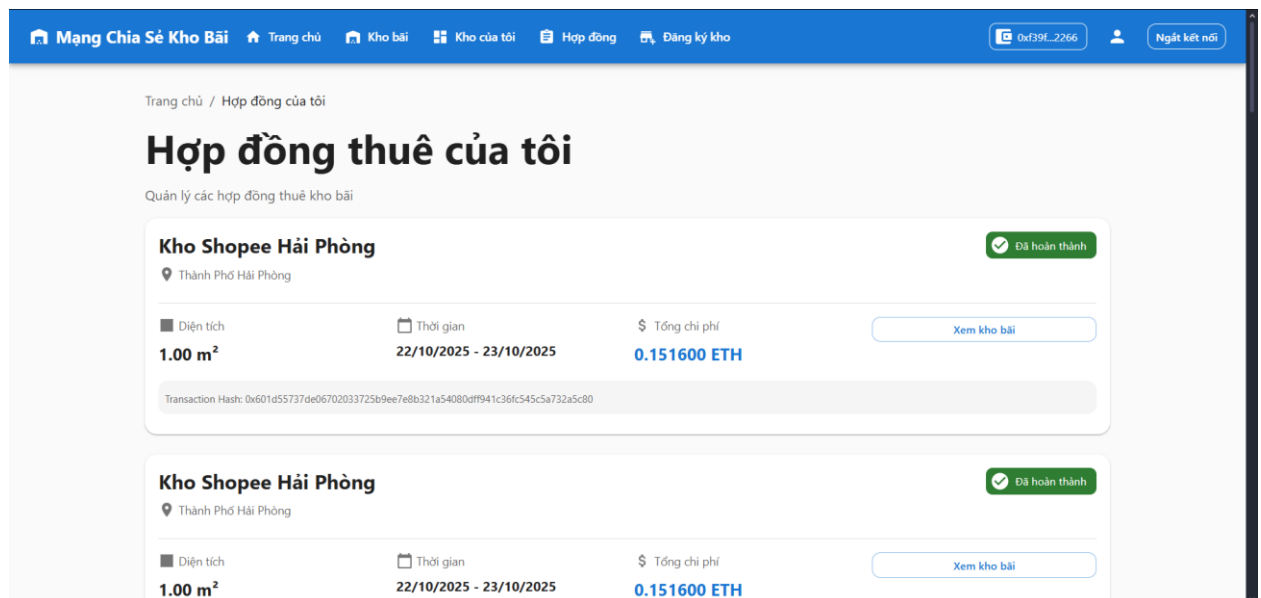 Mạng Chia Sẻ Kho Bãi Trang chủ Kho bãi Kho của tôi Hợp đồng Đăng ký kho 0xf39f...2266 Ngắt kết nối
Trang chủ / Hợp đồng của tôi
Hợp đồng thuê của tôi
Quản lý các hợp đồng thuê kho bãi
Kho Shopee Hải Phòng Đã hoàn thành
Thành Phố Hải Phòng
Diện tích Thời gian $ Tổng chi phí Xem kho bãi
1.00 m² 22/10/2025 - 23/10/2025 0.151600 ETH
Transaction Hash: 0x601d55737de06702033725b9ee7e8b321a54080dff941c36fc545c5a732a5c80
Kho Shopee Hải Phòng Đã hoàn thành
Thành Phố Hải Phòng
Diện tích Thời gian $ Tổng chi phí Xem kho bãi
1.00 m² 22/10/2025 - 23/10/2025 0.151600 ETH